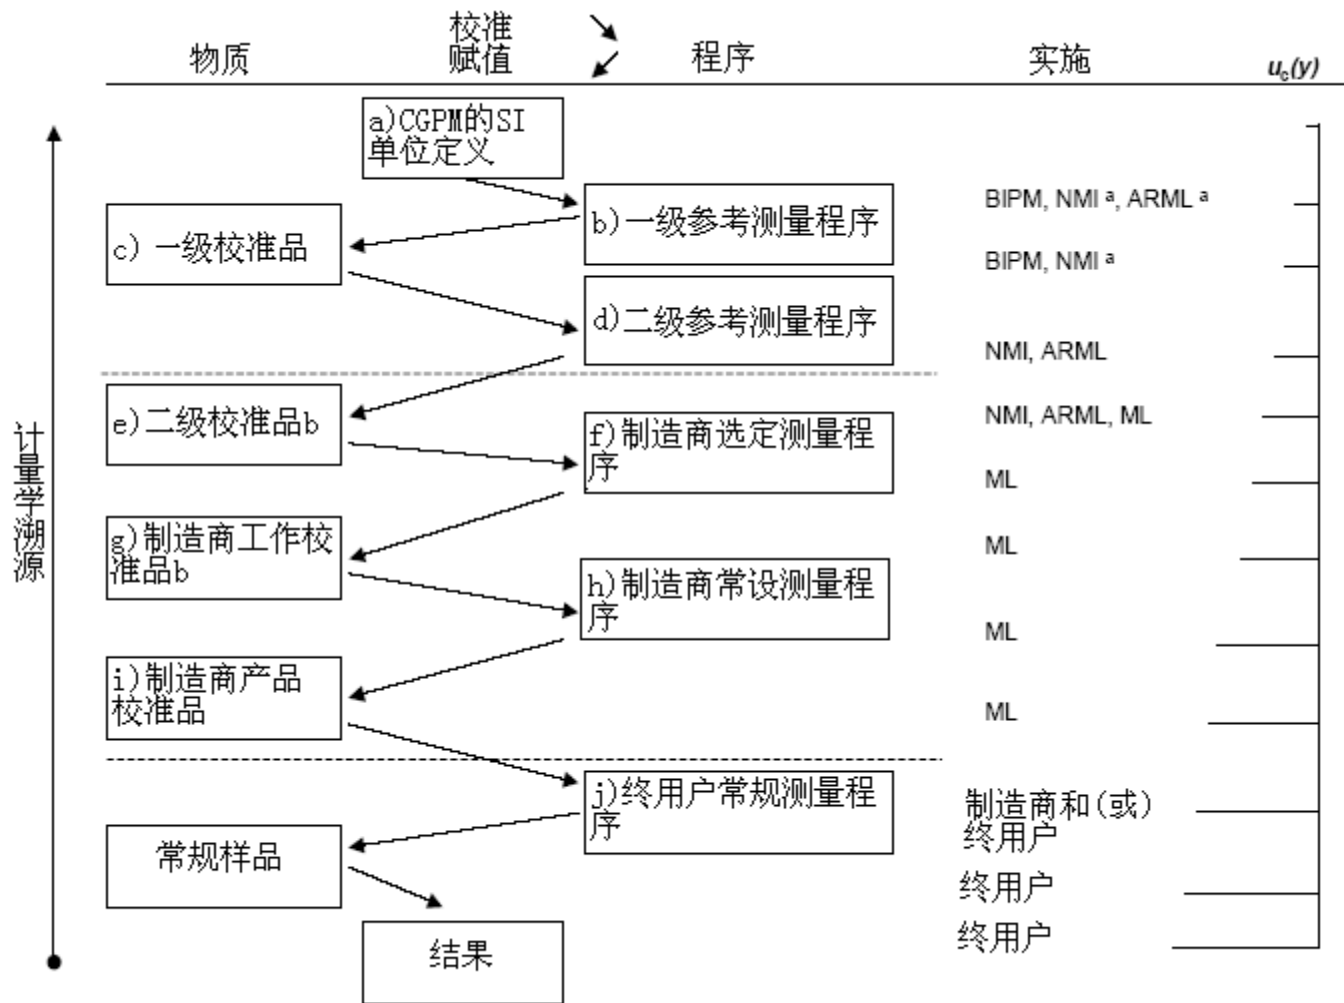 校准
赋值
物质
程序
实施
uc(y)
a)CGPM的SI
单位定义
b)一级参考测量程序
BIPM, NMI a, ARML a
c) 一级校准品
BIPM, NMI a
d)二级参考测量程序
NMI, ARML
e)二级校准品b
NMI, ARML, ML
f)制造商选定测量程
序
ML
g)制造商工作校
准品b
ML
h)制造商常设测量程
序
ML
i)制造商产品
校准品
ML
j)终用户常规测量程
序
制造商和(或)
终用户
常规样品
终用户
结果
终用户
计量学溯源